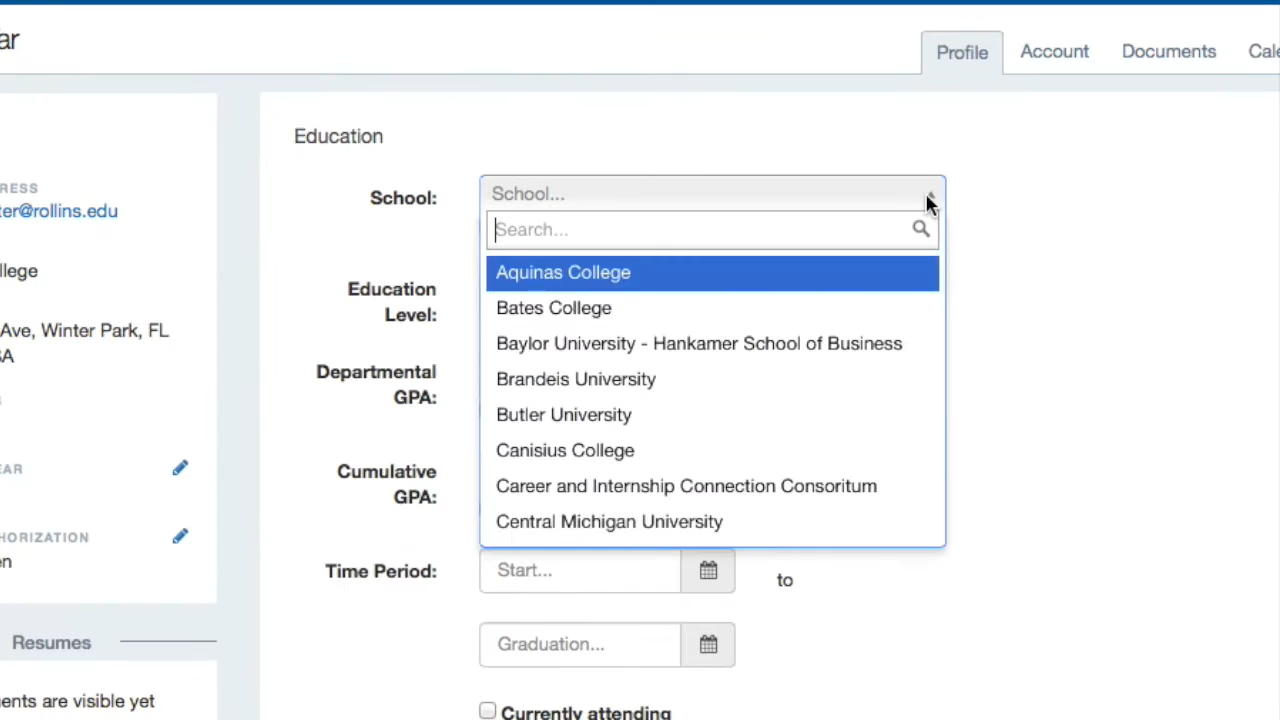 ar
Profile
Account
Documents
Cale
RESS
ter@rollins.edu
llege
Ave, Winter Park, FL
EAR
HORIZATION
en
Resumes
ents are visible yet
Education
School:
School...
Search...
Aquinas College
Bates College
Baylor University - Hankamer School of Business
Brandeis University
Butler University
Canisius College
Career and Internship Connection Consoritum
Central Michigan University
Education
Level:
Departmental
GPA:
Cumulative
GPA:
Time Period:
Start...
to
Graduation...
Currently attending